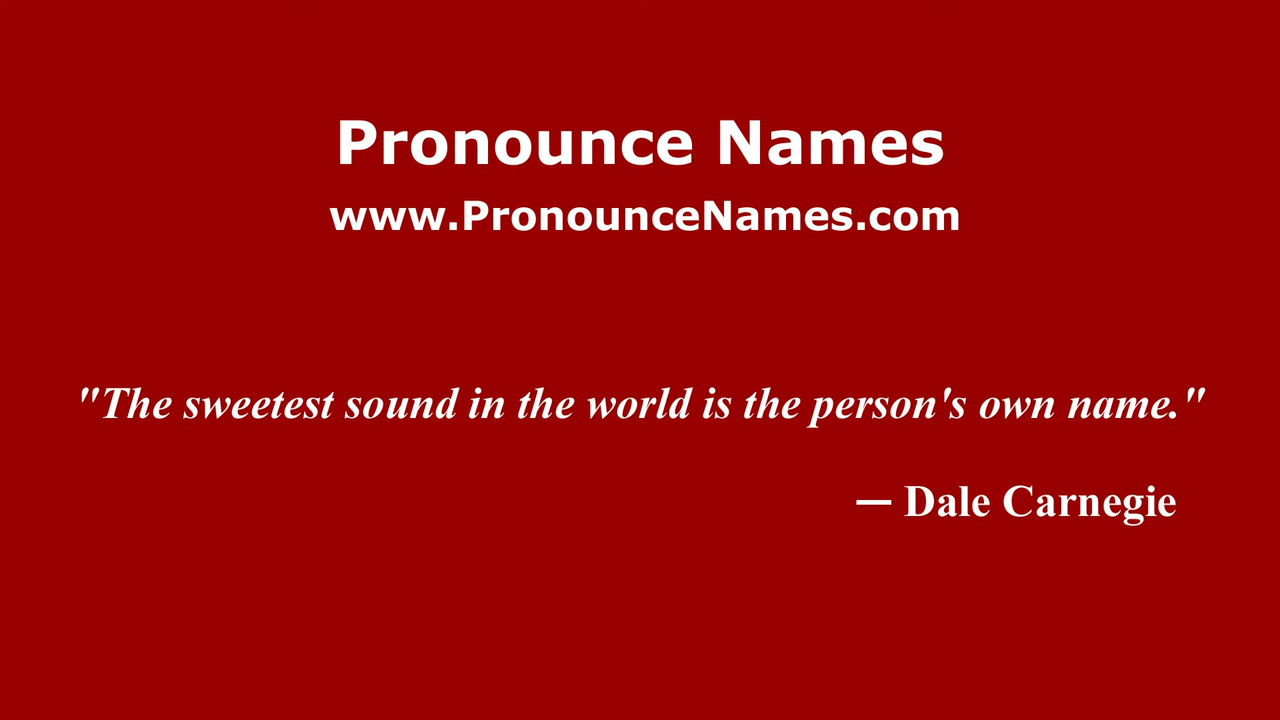 Pronounce Names
www.PronounceNames.com
"The sweetest sound in the world is the person's own name."
— Dale Carnegie